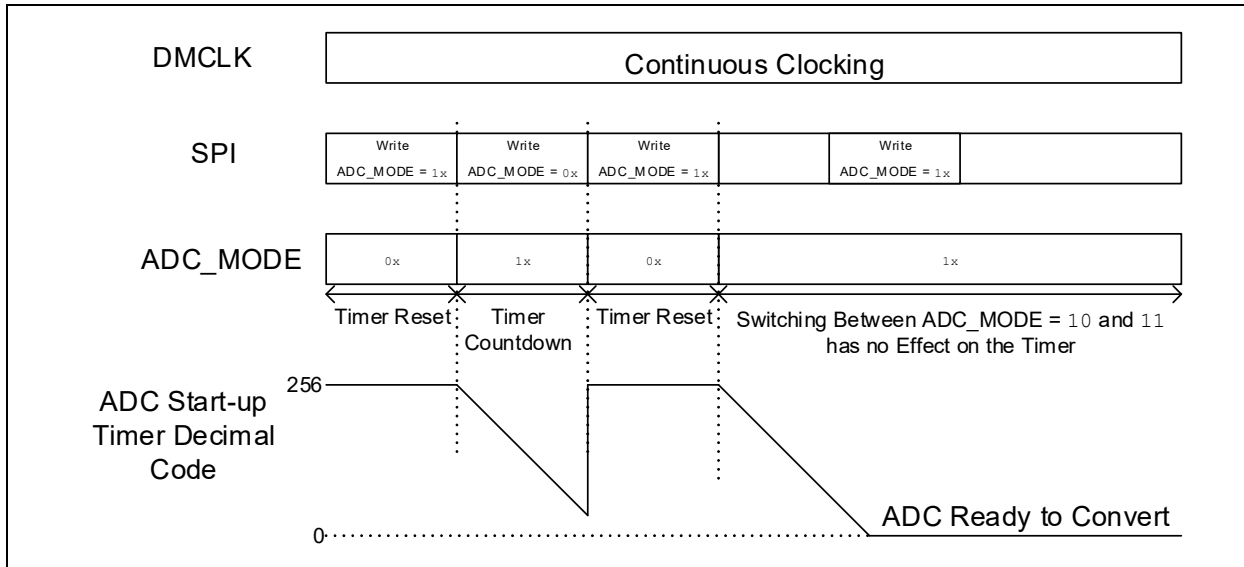 DMCLK
Continuous Clocking
SPI
Write
ADC_MODE = 1x
Write
ADC_MODE = 0x
Write
ADC_MODE = 1x
Write
ADC_MODE = 1x
ADC_MODE
0x
1x
0x
1x
Timer Reset
Timer
Countdown
Timer Reset
Switching Between ADC_MODE = 10 and 11
has no Effect on the Timer
ADC Start-up
Timer Decimal
Code
256
0
ADC Ready to Convert